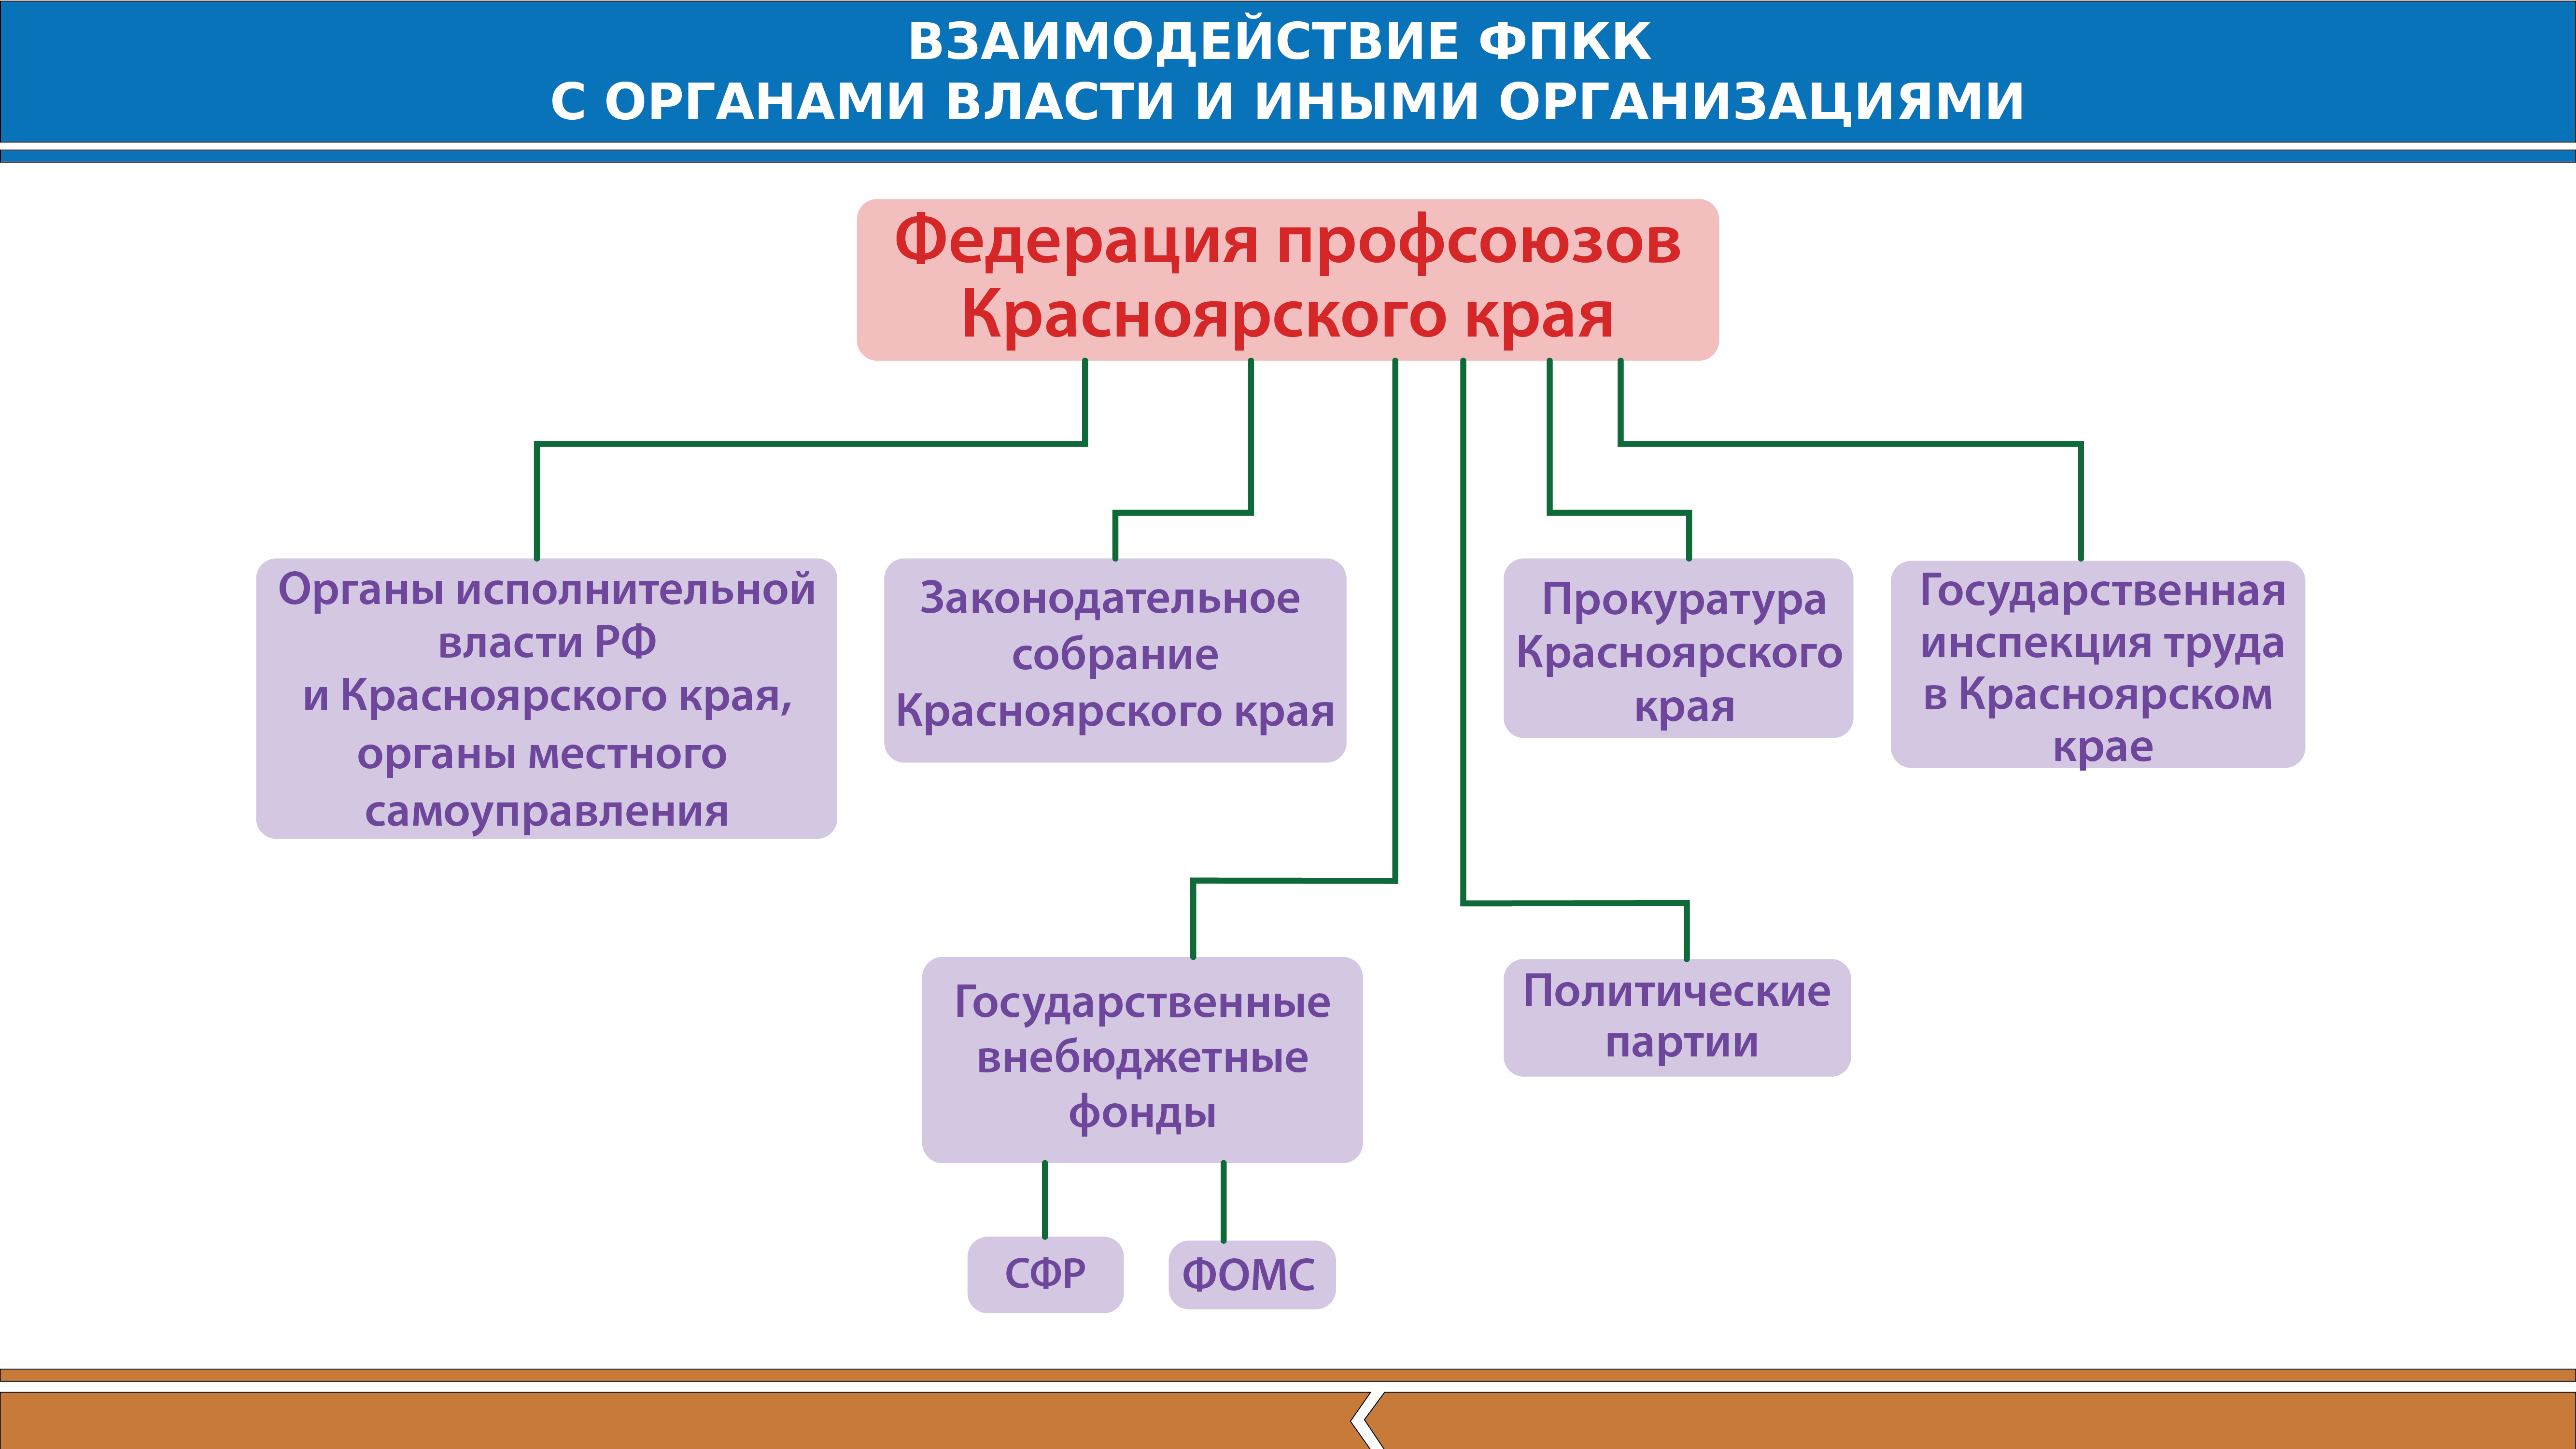 ВЗАИМОДЕЙСТВИЕ ФПКК
С ОРГАНАМИ ВЛАСТИ И ИНЫМИ ОРГАНИЗАЦИЯМИ
Федерация профсоюзов
Красноярского края
Органы исполнительной
власти РФ
и Красноярского края,
органы местного
самоуправления
Законодательное
собрание
Красноярского края
Прокуратура
Красноярского
края
Государственная
инспекция труда
в Красноярском
крае
Государственные
внебюджетные
фонды
Политические
партии
СФР
ФОМС